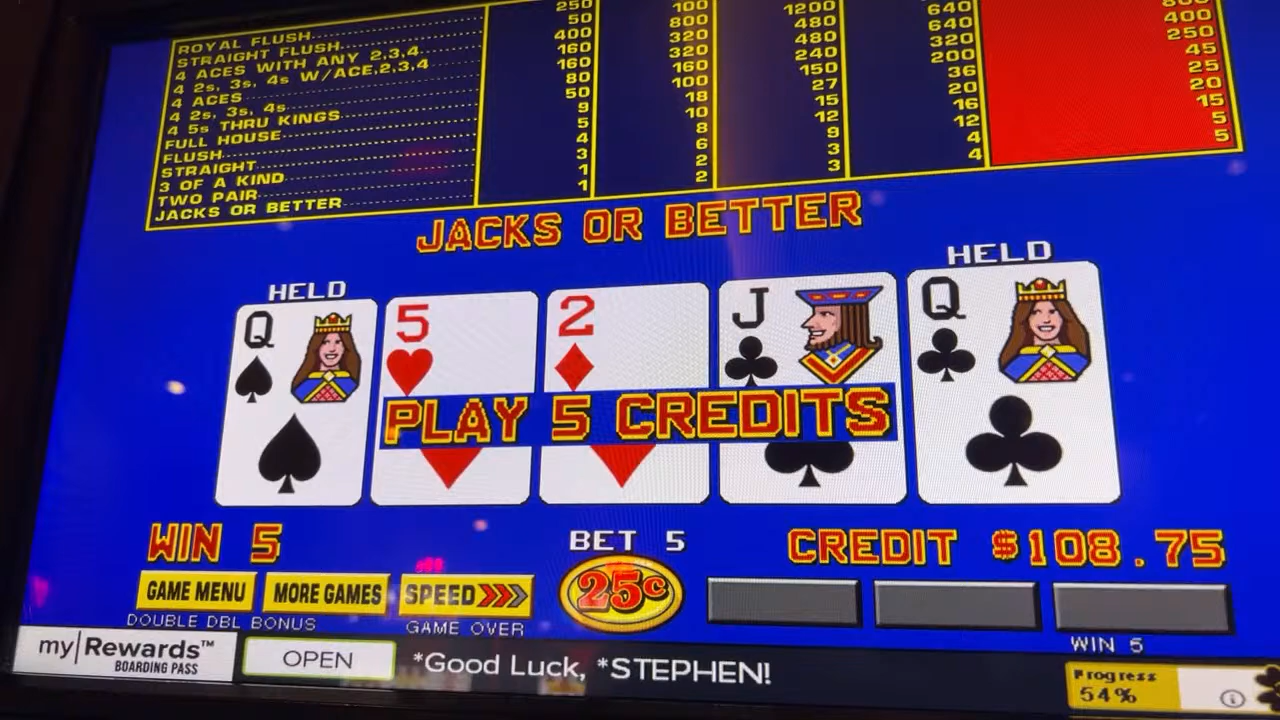 ROYAL FLUSH 250 100 1200 640 800
STRAIGHT FLUSH 50 800 480 640 400
4 ACES WITH ANY 2,3,4 400 320 480 320 250
4 2s, 3s, 4s W/ACE,2,3,4 160 320 240 200 45
4 ACES 160 160 150 36 25
4 2s, 3s, 4s 80 100 27 20 20
4 5s THRU KINGS 50 18 15 16 15
FULL HOUSE 9 10 12 12 5
FLUSH 5 8 9 4 5
STRAIGHT 4 6 3 4
3 OF A KIND 3 2 3
TWO PAIR 1 2
JACKS OR BETTER 1
JACKS OR BETTER
HELD HELD
Q 5 2 J Q
PLAY 5 CREDITS
WIN 5 BET 5 CREDIT $108.75
GAME MENU MORE GAMES SPEED 25¢
DOUBLE DBL BONUS GAME OVER
WIN 5
my|Rewards™
BOARDING PASS
OPEN
*Good Luck, *STEPHEN!
Progress
54%